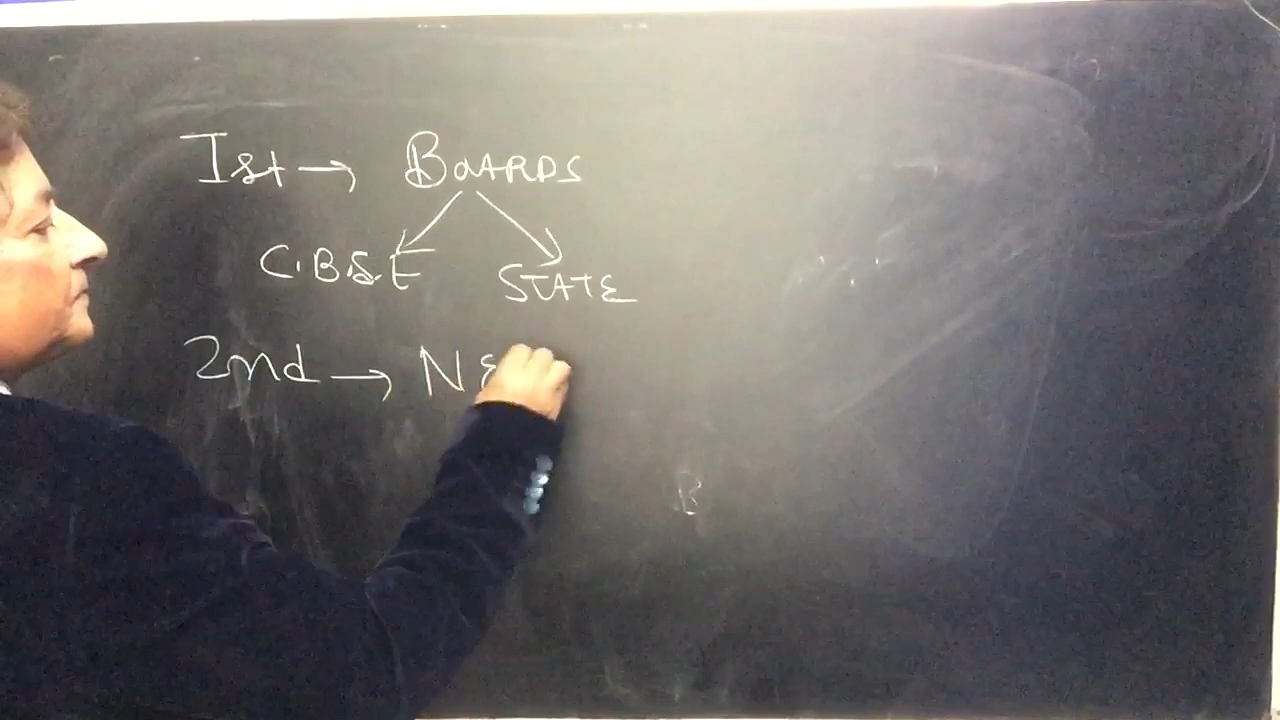 Ist → BOARDS
C.B.S.E STATE
2nd → NE
B